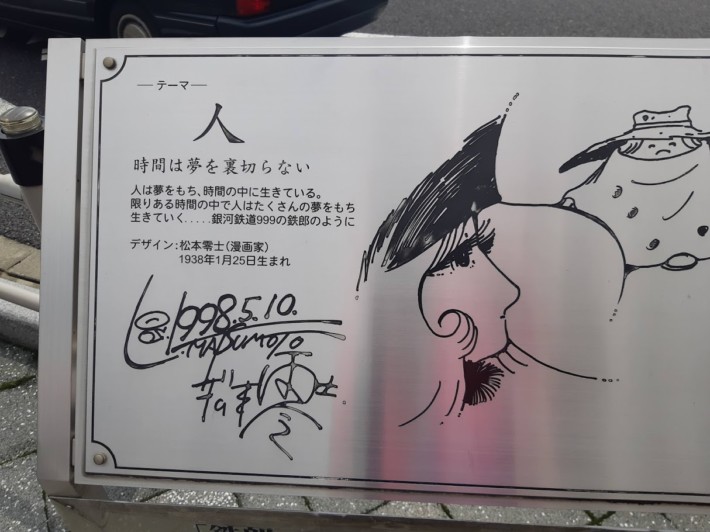 ―テーマ―
人
時間は夢を裏切らない
人は夢をもち、時間の中に生きている。
限りある時間の中で人はたくさんの夢をもち
生きていく.....銀河鉄道999の鉄郎のように
デザイン:松本零士(漫画家)
1938年1月25日生まれ
1998.5.10.